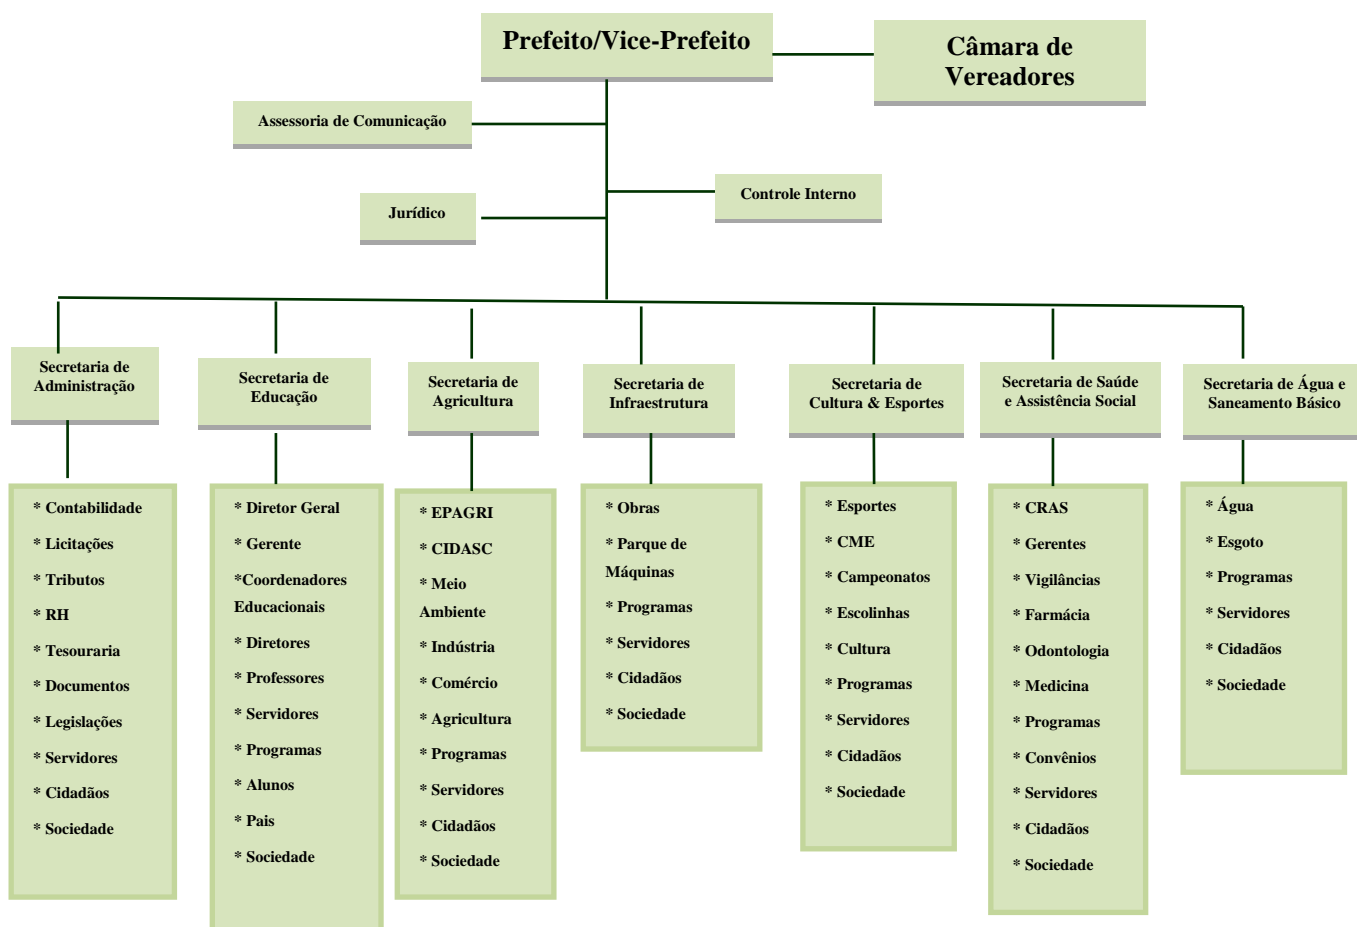 Prefeito/Vice-Prefeito
Câmara de
Vereadores
Assessoria de Comunicação
Controle Interno
Jurídico
Secretaria de
Administração
Secretaria de
Educação
Secretaria de
Agricultura
Secretaria de
Infraestrutura
Secretaria de
Cultura & Esportes
Secretaria de Saúde
e Assistência Social
Secretaria de Água e
Saneamento Básico
* Contabilidade
* Licitações
* Tributos
* RH
* Tesouraria
* Documentos
* Legislações
* Servidores
* Cidadãos
* Sociedade
* Diretor Geral
* Gerente
*Coordenadores
Educacionais
* Diretores
* Professores
* Servidores
* Programas
* Alunos
* Pais
* Sociedade
* EPAGRI
* CIDASC
* Meio
Ambiente
* Indústria
* Comércio
* Agricultura
* Programas
* Servidores
* Cidadãos
* Sociedade
* Obras
* Parque de
Máquinas
* Programas
* Servidores
* Cidadãos
* Sociedade
* Esportes
* CME
* Campeonatos
* Escolinhas
* Cultura
* Programas
* Servidores
* Cidadãos
* Sociedade
* CRAS
* Gerentes
* Vigilâncias
* Farmácia
* Odontologia
* Medicina
* Programas
* Convênios
* Servidores
* Cidadãos
* Sociedade
* Água
* Esgoto
* Programas
* Servidores
* Cidadãos
* Sociedade